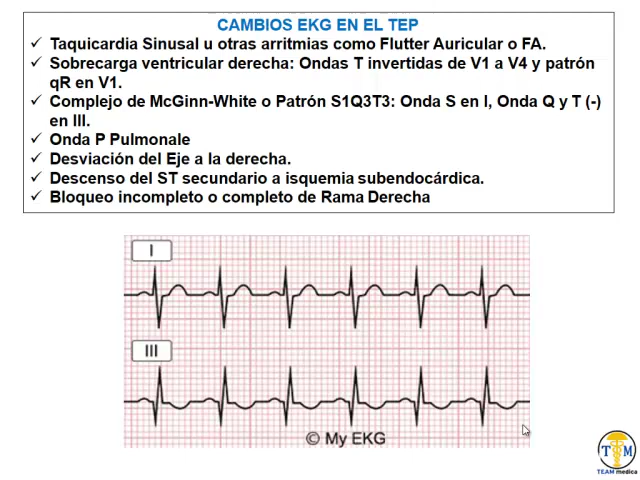 CAMBIOS EKG EN EL TEP
✓ Taquicardia Sinusal u otras arritmias como Flutter Auricular o FA.
✓ Sobrecarga ventricular derecha: Ondas T invertidas de V1 a V4 y patrón
qR en V1.
✓ Complejo de McGinn-White o Patrón S1Q3T3: Onda S en I, Onda Q y T (-)
en III.
✓ Onda P Pulmonale
✓ Desviación del Eje a la derecha.
✓ Descenso del ST secundario a isquemia subendocárdica.
✓ Bloqueo incompleto o completo de Rama Derecha
I
III
© My EKG
T M
TEAM medica